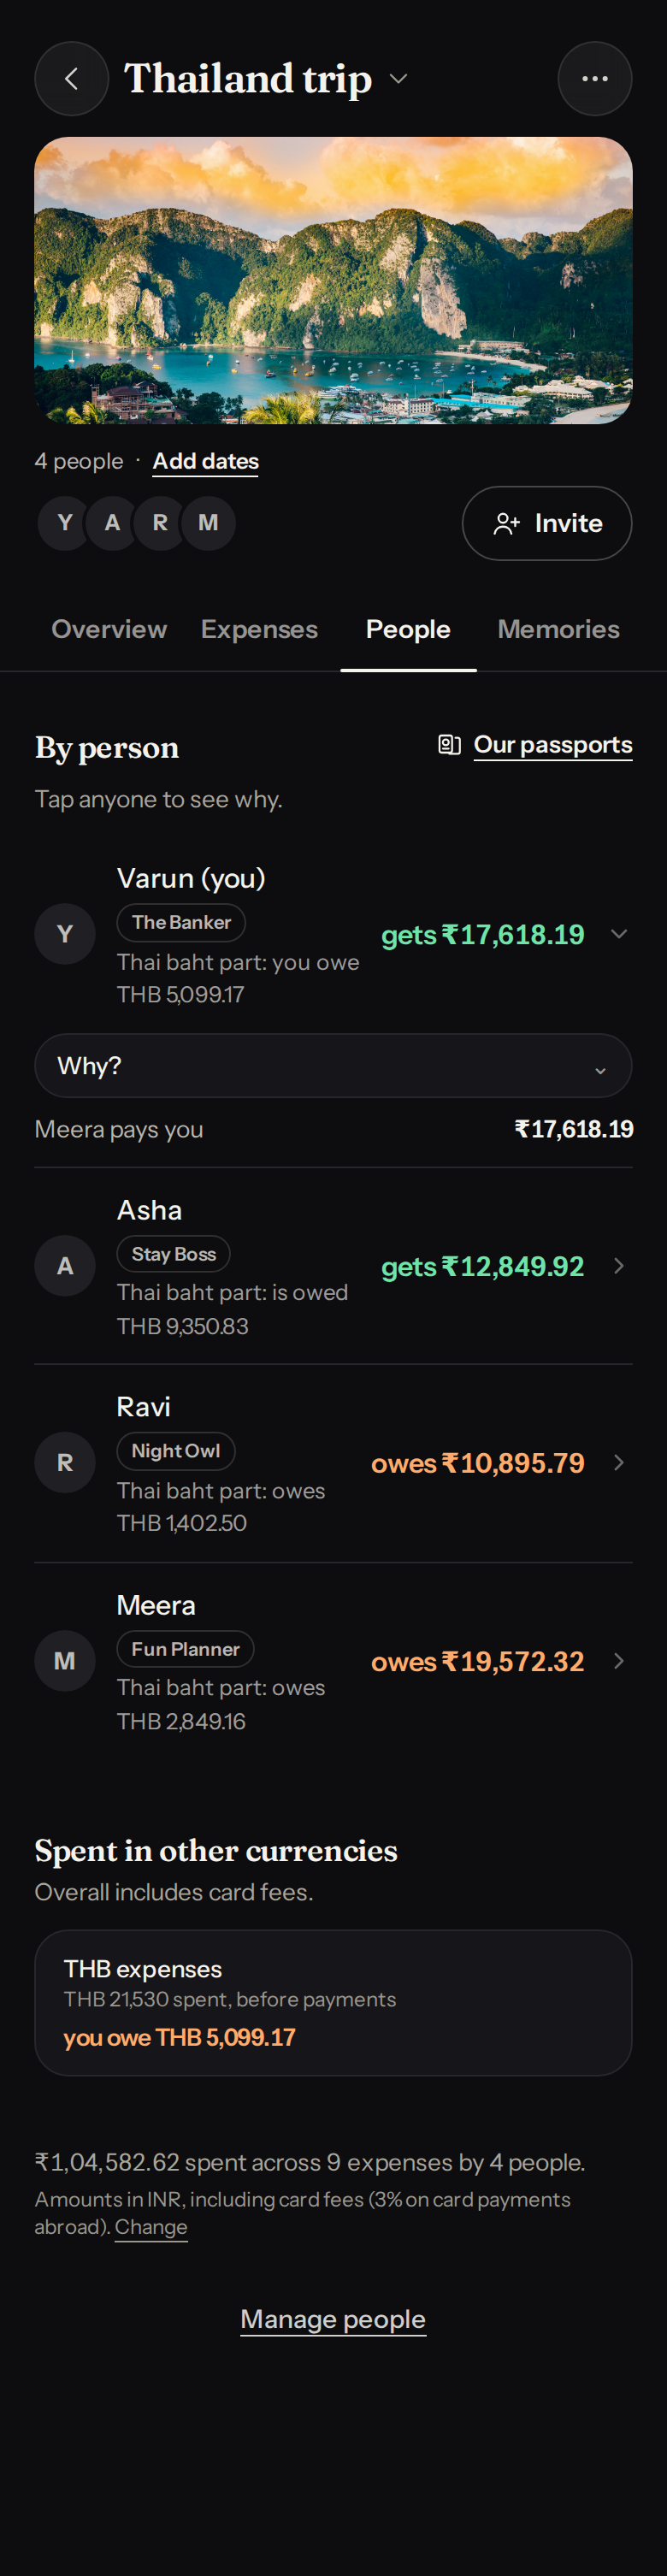 Thailand trip
4 people · Add dates
Y A R M
Invite
Overview Expenses People Memories
By person
Our passports
Tap anyone to see why.
Varun (you)
Y
The Banker
gets ₹17,618.19
Thai baht part: you owe
THB 5,099.17
Why?
Meera pays you ₹17,618.19
Asha
A
Stay Boss
gets ₹12,849.92
Thai baht part: is owed
THB 9,350.83
Ravi
R
Night Owl
owes ₹10,895.79
Thai baht part: owes
THB 1,402.50
Meera
M
Fun Planner
owes ₹19,572.32
Thai baht part: owes
THB 2,849.16
Spent in other currencies
Overall includes card fees.
THB expenses
THB 21,530 spent, before payments
you owe THB 5,099.17
₹1,04,582.62 spent across 9 expenses by 4 people.
Amounts in INR, including card fees (3% on card payments
abroad). Change
Manage people